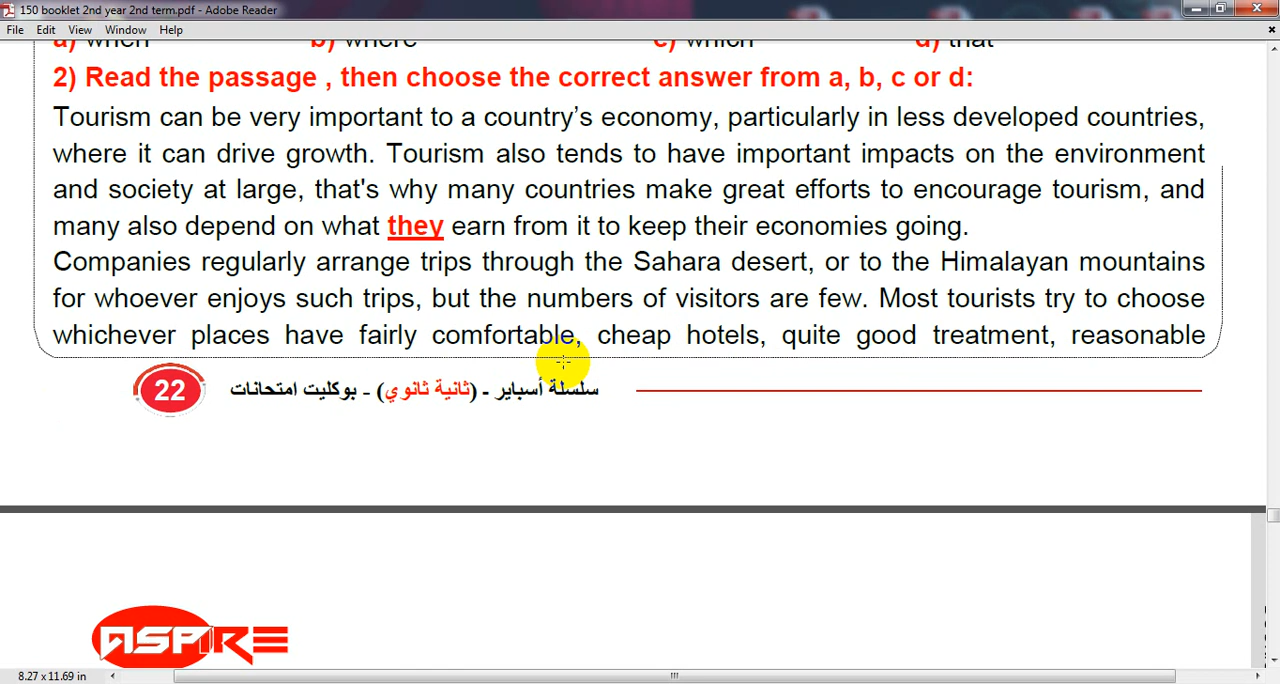 150 booklet 2nd year 2nd term.pdf - Adobe Reader
File Edit View Window Help
a) when b) where c) which d) that
2) Read the passage , then choose the correct answer from a, b, c or d:
Tourism can be very important to a country's economy, particularly in less developed countries,
where it can drive growth. Tourism also tends to have important impacts on the environment
and society at large, that's why many countries make great efforts to encourage tourism, and
many also depend on what they earn from it to keep their economies going.
Companies regularly arrange trips through the Sahara desert, or to the Himalayan mountains
for whoever enjoys such trips, but the numbers of visitors are few. Most tourists try to choose
whichever places have fairly comfortable, cheap hotels, quite good treatment, reasonable
22 سلسلة أسباير - (ثانية ثانوي) - بوكليت امتحانات
ASPIRE
8.27 x 11.69 in